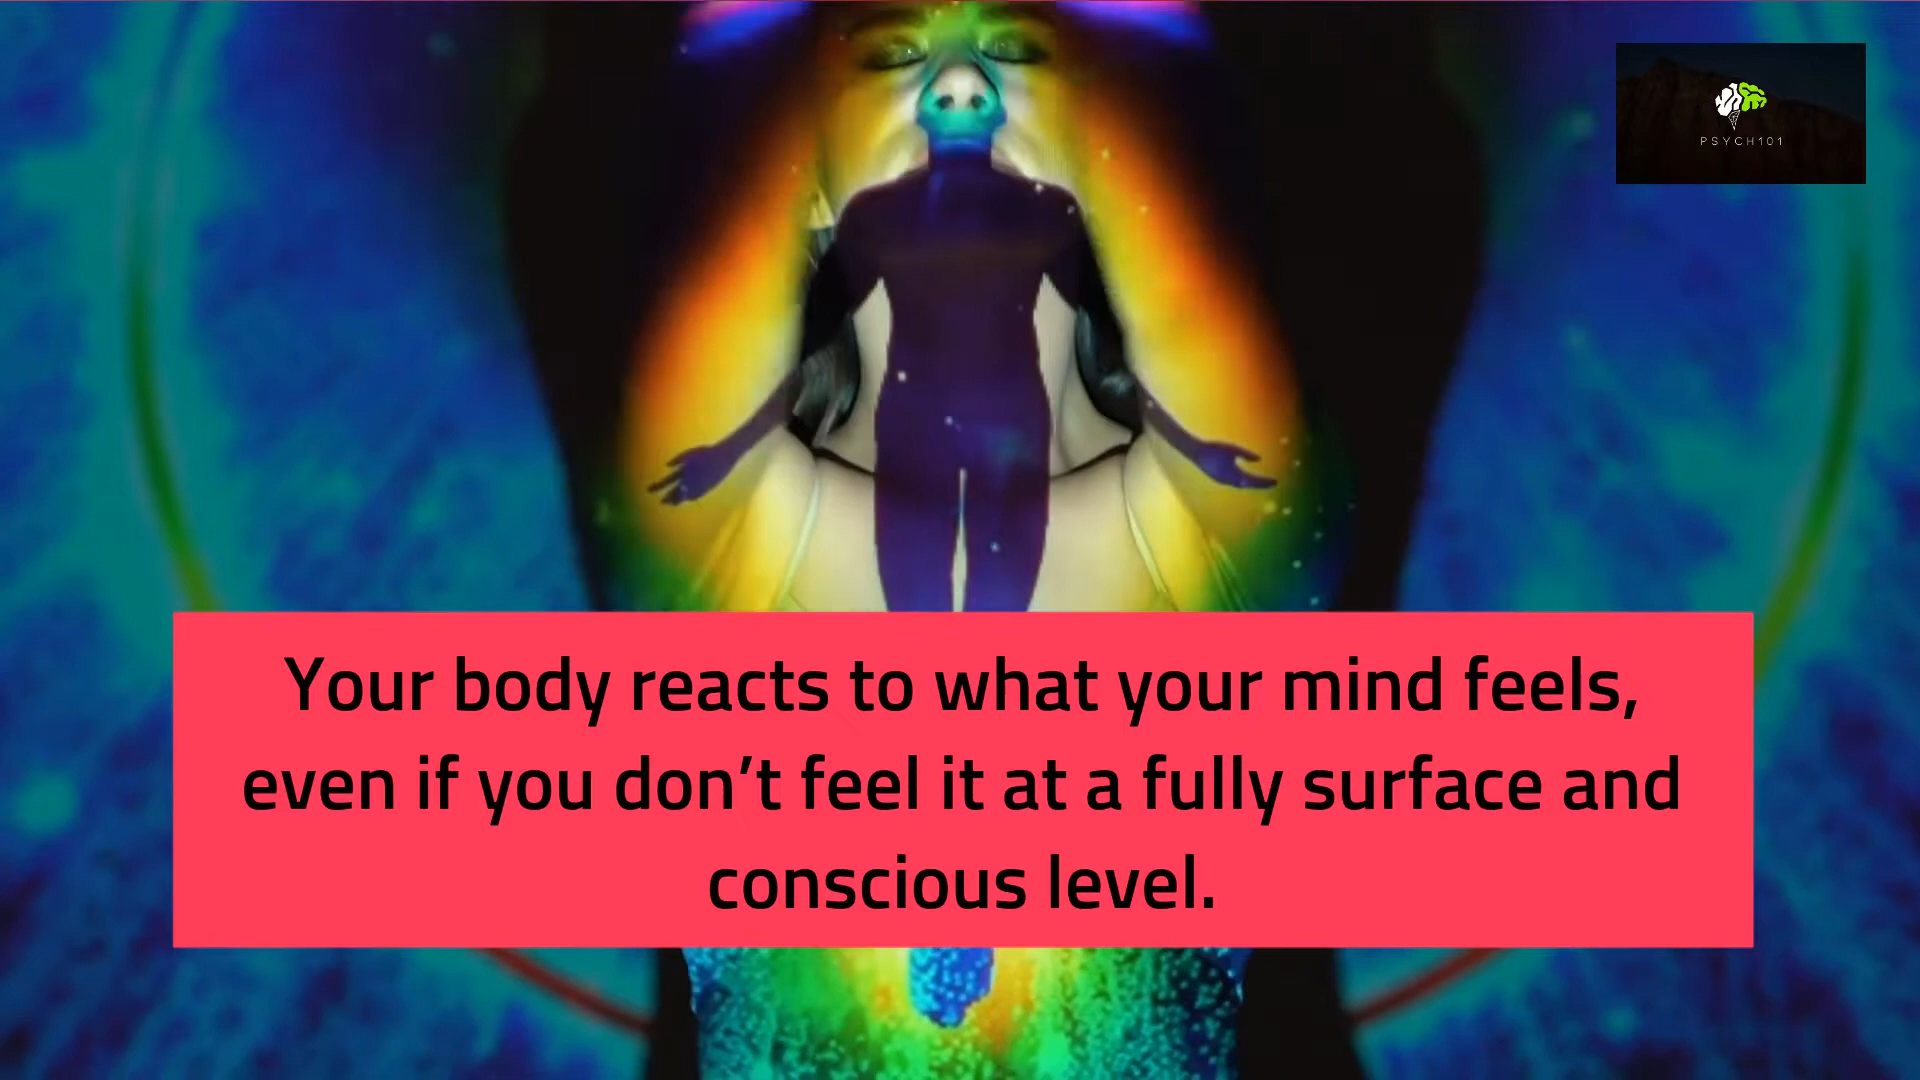 PSYCH101
Your body reacts to what your mind feels,
even if you don’t feel it at a fully surface and
conscious level.